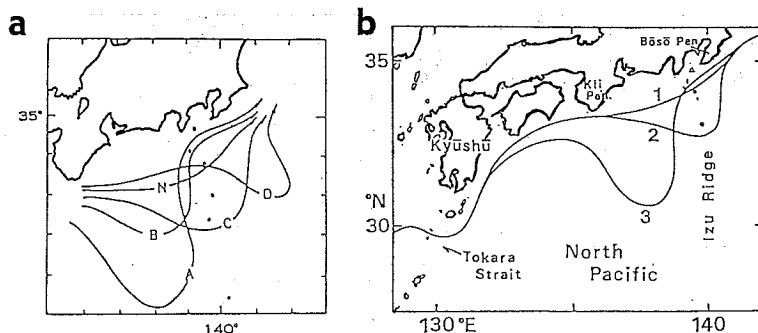 a
35°
N
D
B
C
A
140°
b
35
Bōsō Pen.
Kii
Pen.
1
Kyūshū
2
°N
3
30
Izu Ridge
Tokara
Strait
North
Pacific
130°E
140